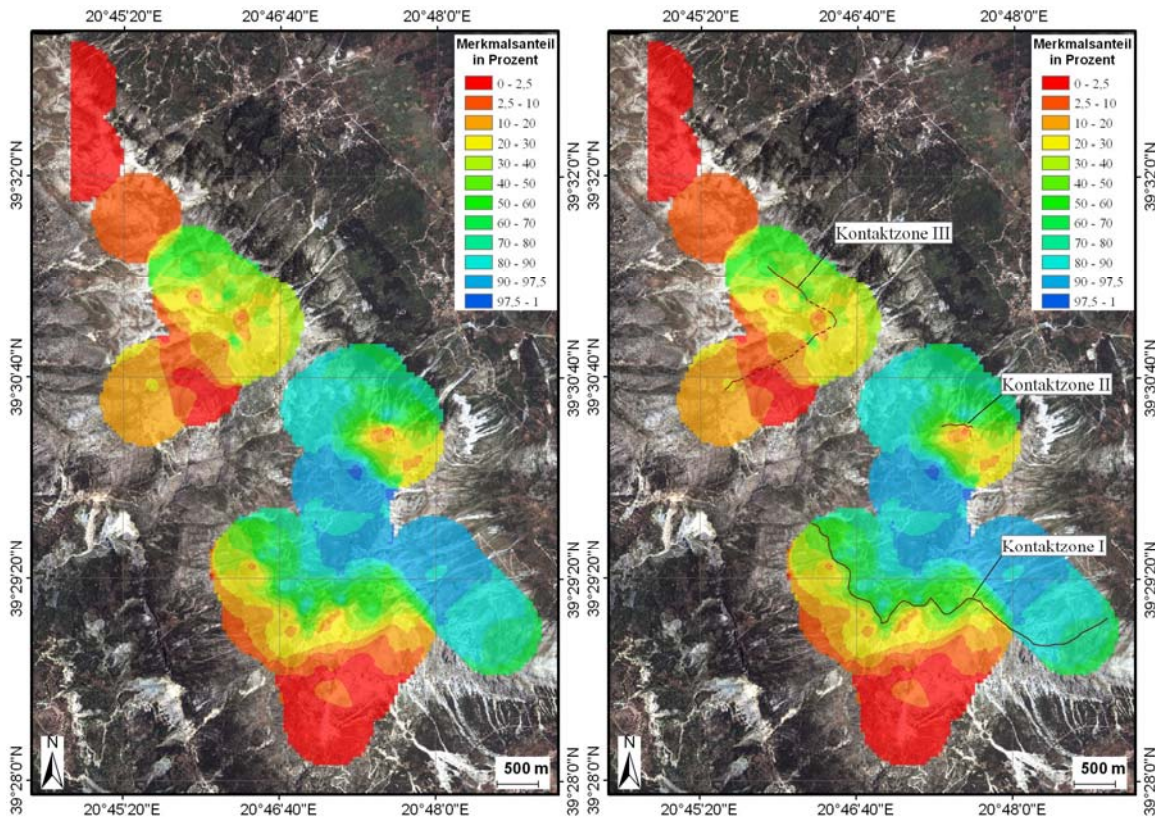 20°45'20"E
20°46'40"E
20°48'0"E
20°45'20"E
20°46'40"E
20°48'0"E
39°32'0"N
39°30'40"N
39°29'20"N
39°28'0"N
Merkmalsanteil
in Prozent
0 - 2,5
2,5 - 10
10 - 20
20 - 30
30 - 40
40 - 50
50 - 60
60 - 70
70 - 80
80 - 90
90 - 97,5
97,5 - 1
N
500 m
Merkmalsanteil
in Prozent
0 - 2,5
2,5 - 10
10 - 20
20 - 30
30 - 40
40 - 50
50 - 60
60 - 70
70 - 80
80 - 90
90 - 97,5
97,5 - 1
Kontaktzone III
Kontaktzone II
Kontaktzone I
N
500 m
39°32'0"N
39°30'40"N
39°29'20"N
39°28'0"N
20°45'20"E
20°46'40"E
20°48'0"E
20°45'20"E
20°46'40"E
20°48'0"E